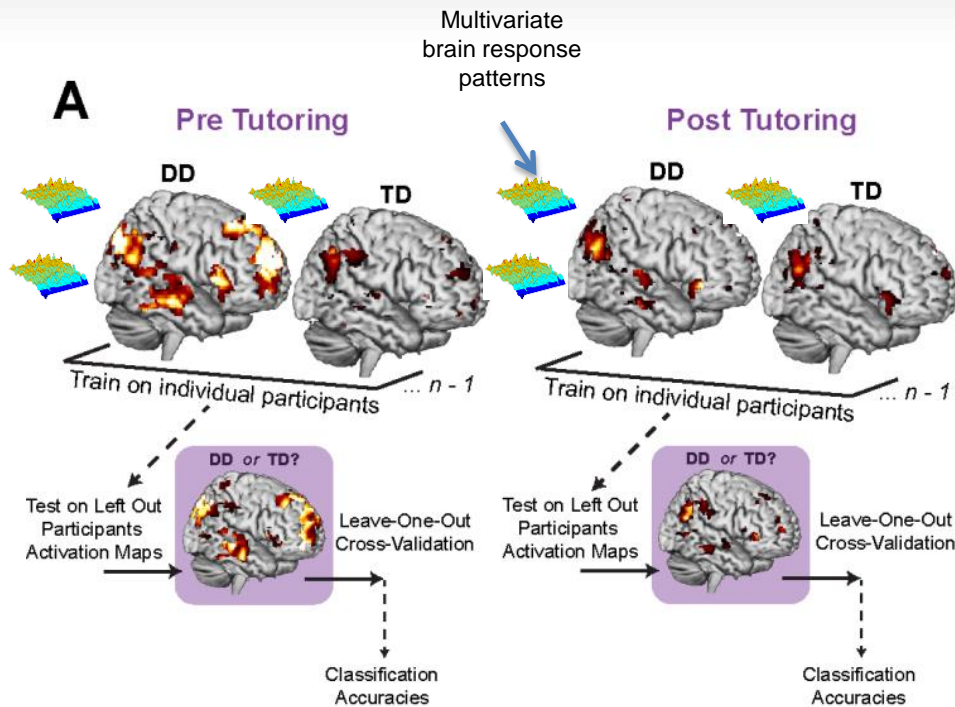 Multivariate
brain response
patterns
A
Pre Tutoring
Post Tutoring
DD
TD
DD
TD
Train on individual participants
... n - 1
Train on individual participants
... n - 1
DD or TD?
Test on Left Out
Participants
Activation Maps
Leave-One-Out
Cross-Validation
Classification
Accuracies
DD or TD?
Test on Left Out
Participants
Activation Maps
Leave-One-Out
Cross-Validation
Classification
Accuracies